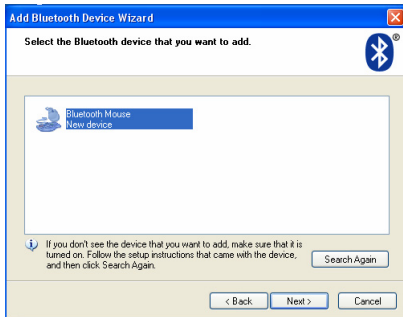 Add Bluetooth Device Wizard
Select the Bluetooth device that you want to add.
®
Bluetooth Mouse
New device
If you don't see the device that you want to add, make sure that it is
turned on. Follow the setup instructions that came with the device,
and then click Search Again.
Search Again
< Back
Next >
Cancel